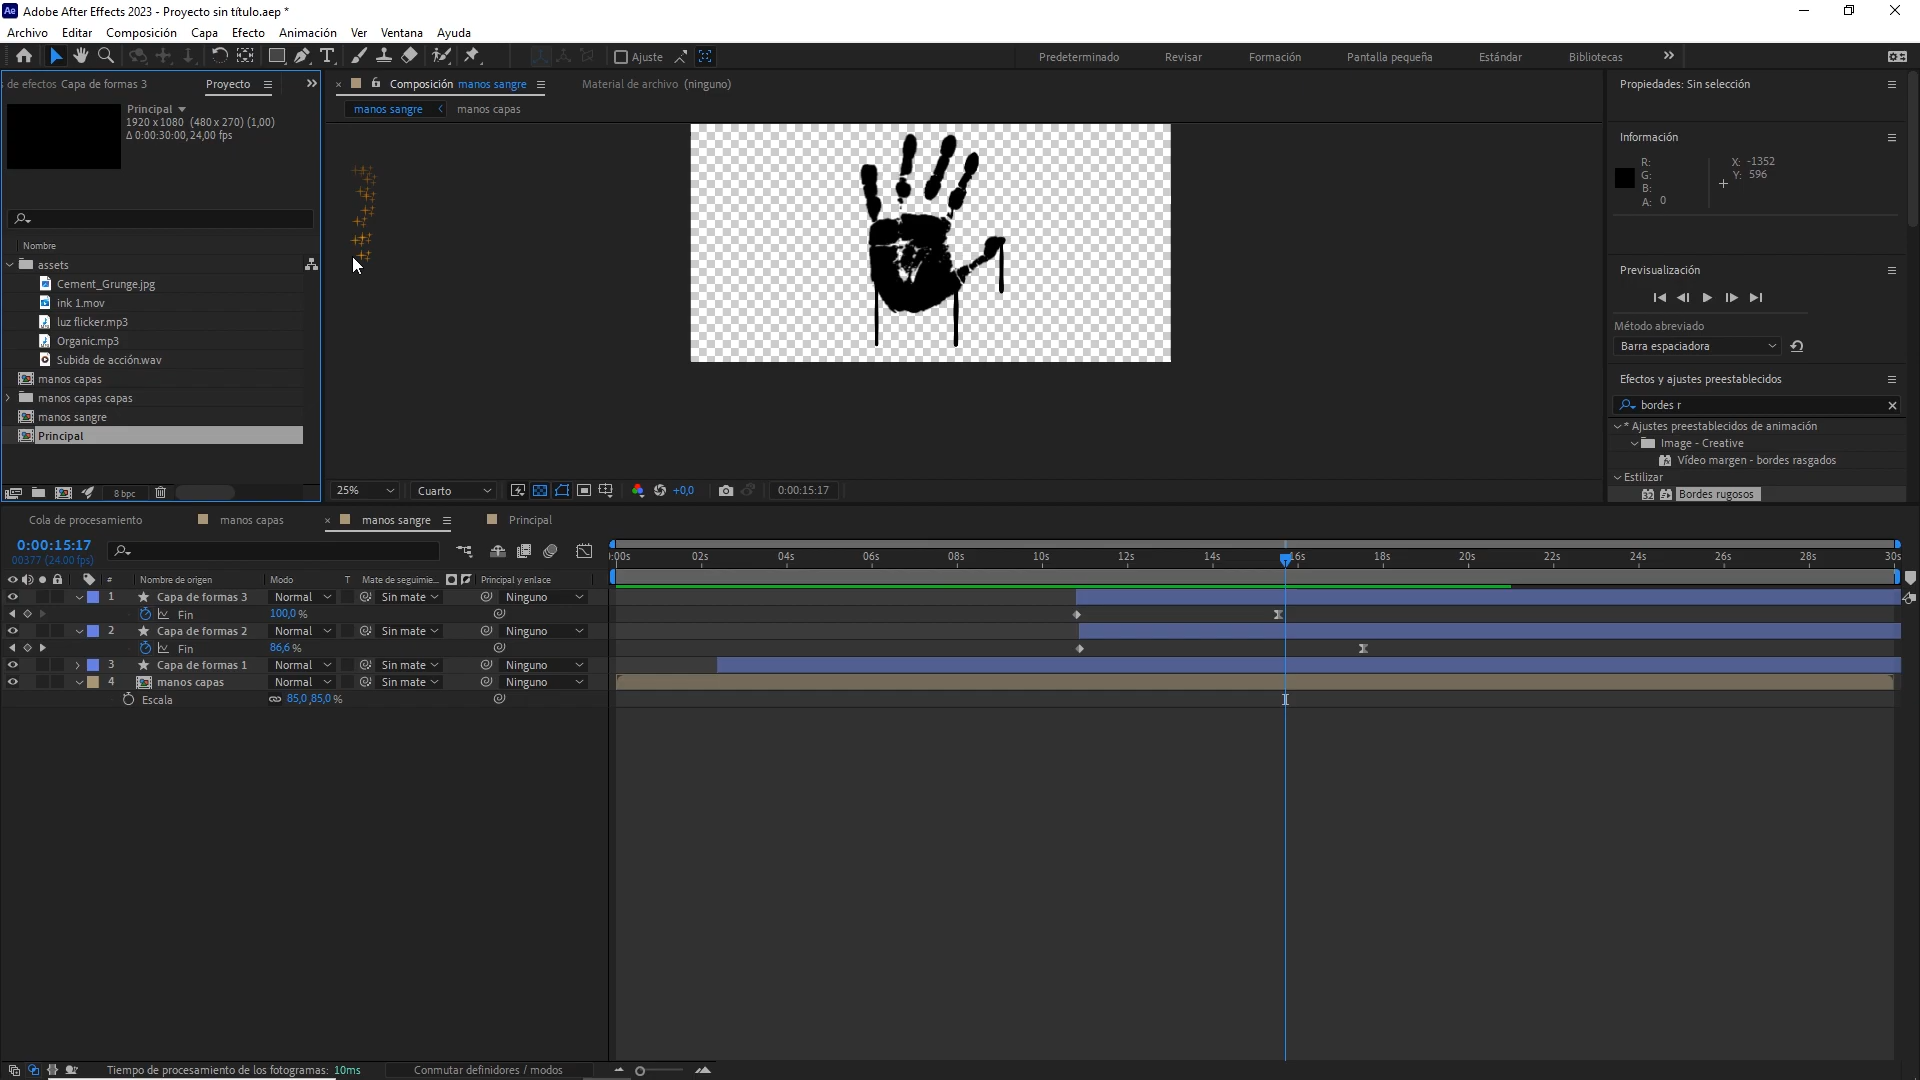 Adobe After Effects 2023 - Proyecto sin título.aep *
Archivo Editar Composición Capa Efecto Animación Ver Ventana Ayuda
Ajuste Predeterminado Revisar Formación Pantalla pequeña Estándar Bibliotecas
s de efectos Capa de formas 3 Proyecto
Composición manos sangre Material de archivo (ninguno)
Propiedades: Sin selección
manos sangre manos capas
Principal
1920 x 1080 (480 x 270) (1,00)
Δ 0:00:30:00, 24,00 fps
Información
R:
G:
B:
A: 0
X: -1352
Y: 596
Nombre
assets
Cement_Grunge.jpg
ink 1.mov
luz flicker.mp3
Organic.mp3
Subida de acción.wav
manos capas
manos capas capas
manos sangre
Principal
8 bpc
Previsualización
Método abreviado
Barra espaciadora
Efectos y ajustes preestablecidos
bordes r
* Ajustes preestablecidos de animación
Image - Creative
Vídeo margen - bordes rasgados
Estilizar
32 Bordes rugosos
25% Cuarto +0,0 0:00:15:17
Cola de procesamiento manos capas manos sangre Principal
0:00:15:17
00377 (24.00 fps)
:00s 02s 04s 06s 08s 10s 12s 14s 16s 18s 20s 22s 24s 26s 28s 30s
# Nombre de origen Modo T Mate de seguimie... Principal y enlace
1 Capa de formas 3 Normal Sin mate Ninguno
Fin 100,0 %
2 Capa de formas 2 Normal Sin mate Ninguno
Fin 86,6 %
3 Capa de formas 1 Normal Sin mate Ninguno
4 manos capas Normal Sin mate Ninguno
Escala 85,0, 85,0 %
Tiempo de procesamiento de los fotogramas: 10ms Conmutar definidores / modos